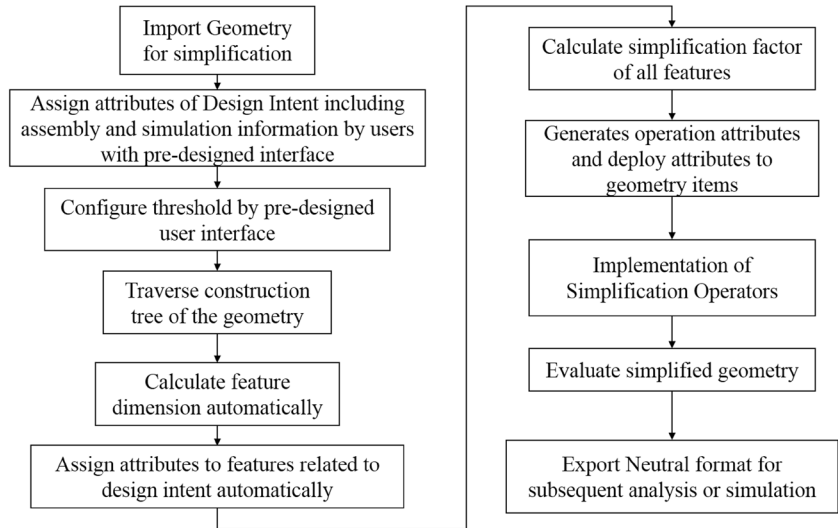 Import Geometry
for simplification
Assign attributes of Design Intent including
assembly and simulation information by users
with pre-designed interface
Configure threshold by pre-designed
user interface
Traverse construction
tree of the geometry
Calculate feature
dimension automatically
Assign attributes to features related to
design intent automatically
Calculate simplification factor
of all features
Generates operation attributes
and deploy attributes to
geometry items
Implementation of
Simplification Operators
Evaluate simplified geometry
Export Neutral format for
subsequent analysis or simulation